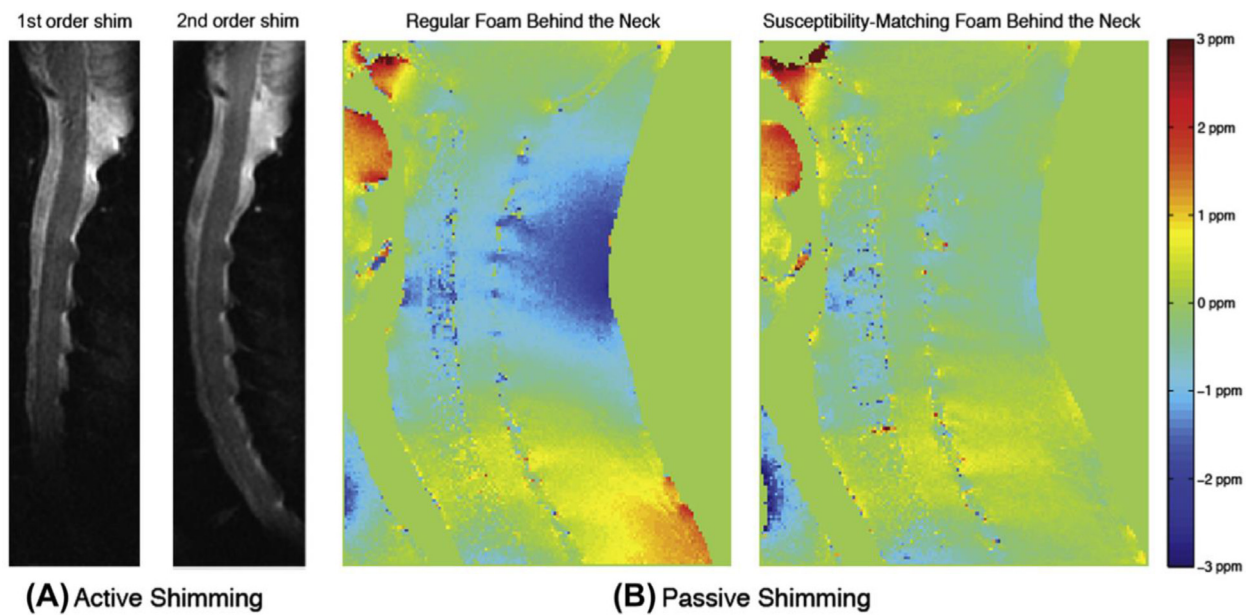 1st order shim
2nd order shim
Regular Foam Behind the Neck
Susceptibility-Matching Foam Behind the Neck
3 ppm
2 ppm
1 ppm
0 ppm
−1 ppm
−2 ppm
−3 ppm
(A) Active Shimming
(B) Passive Shimming